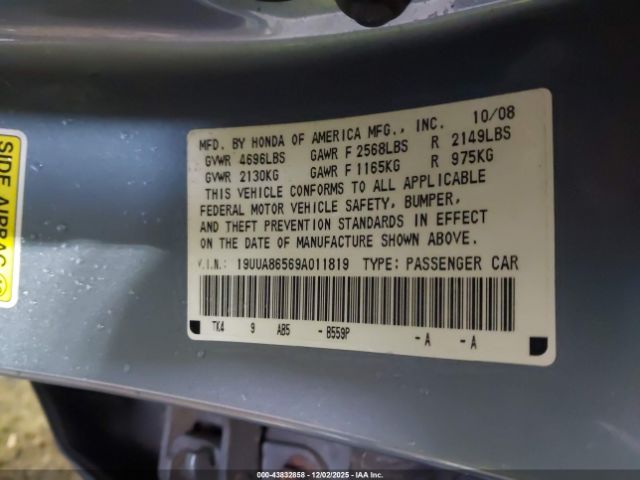 SIDE AIRBAG
MFD. BY HONDA OF AMERICA MFG., INC. 10/08
GVWR 4696LBS GAWR F 2568LBS R 2149LBS
GVWR 2130KG GAWR F 1165KG R 975KG
THIS VEHICLE CONFORMS TO ALL APPLICABLE
FEDERAL MOTOR VEHICLE SAFETY, BUMPER,
AND THEFT PREVENTION STANDARDS IN EFFECT
ON THE DATE OF MANUFACTURE SHOWN ABOVE.
V.I.N.: 19UUA86569A011819 TYPE: PASSENGER CAR
TK4 9 AB5 - B559P - A - A
000-43832858 - 12/02/2025 - IAA Inc.